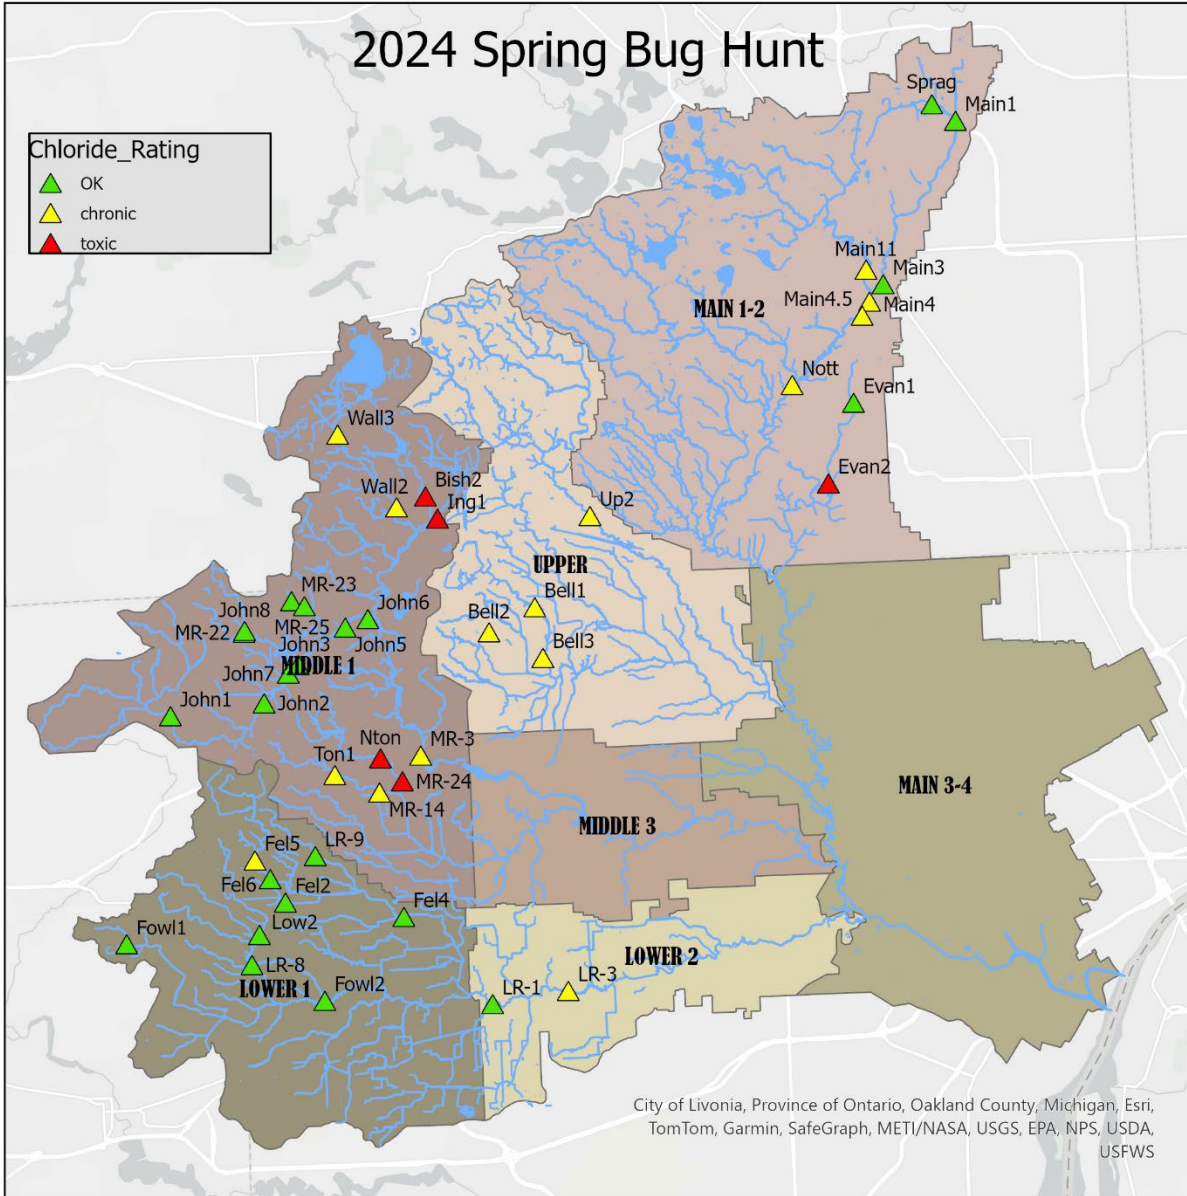 2024 Spring Bug Hunt
Chloride_Rating
OK
chronic
toxic
Sprag
Main1
Main11
Main3
Main4.5
Main4
MAIN 1-2
Nott
Evan1
Evan2
Wall3
Wall2
Bish2
Ing1
Up2
UPPER
Bell1
Bell2
Bell3
MR-23
John8
John6
MR-22
MR-25
John3
John5
MIDDLE 1
John7
John1
John2
Nton
MR-3
Ton1
MR-24
MR-14
MAIN 3-4
MIDDLE 3
Fel5
LR-9
Fel6
Fel2
Fel4
Fowl1
Low2
LR-8
LOWER 1
Fowl2
LOWER 2
LR-1
LR-3
City of Livonia, Province of Ontario, Oakland County, Michigan, Esri,
TomTom, Garmin, SafeGraph, METI/NASA, USGS, EPA, NPS, USDA,
USFWS